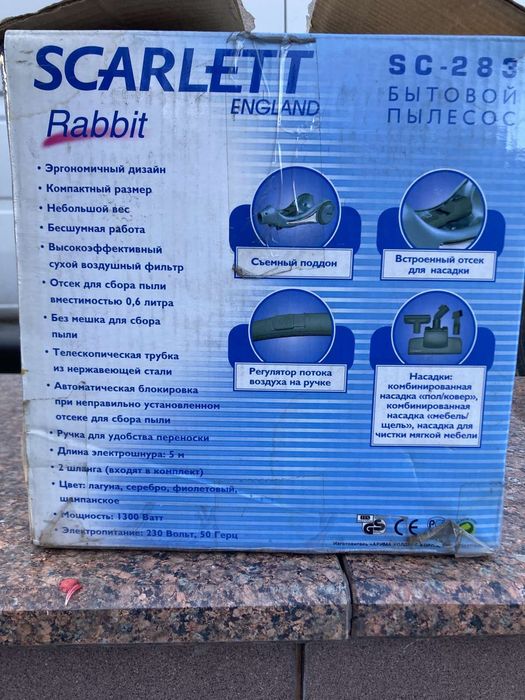 SCARLETT
ENGLAND
Rabbit
SC-283
БЫТОВОЙ
ПЫЛЕСОС
• Эргономичный дизайн
• Компактный размер
• Небольшой вес
• Бесшумная работа
• Высокоэффективный
сухой воздушный фильтр
• Отсек для сбора пыли
вместимостью 0,6 литра
• Без мешка для сбора
пыли
• Телескопическая трубка
из нержавеющей стали
• Автоматическая блокировка
при неправильно установленном
отсеке для сбора пыли
• Ручка для удобства переноски
• Длина электрошнура: 5 м
• 2 шланга (входят в комплект)
• Цвет: лагуна, серебро, фиолетовый,
шампанское
• Мощность: 1300 Ватт
• Электропитание: 230 Вольт, 50 Герц
Съемный поддон
Встроенный отсек
для насадки
Регулятор потока
воздуха на ручке
Насадки:
комбинированная
насадка «пол/ковер»,
комбинированная
насадка «мебель/
щель», насадка для
чистки мягкой мебели
GS CE
Изготовитель